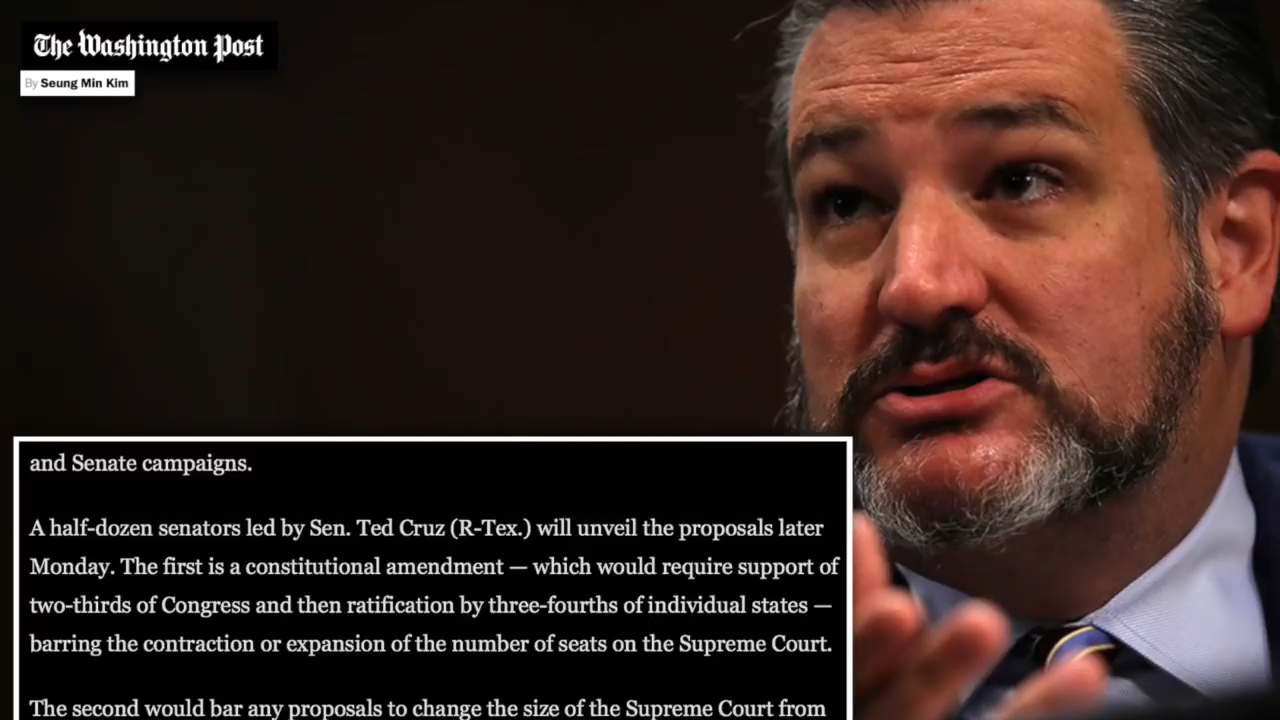 The Washington Post
By Seung Min Kim
and Senate campaigns.
A half-dozen senators led by Sen. Ted Cruz (R-Tex.) will unveil the proposals later
Monday. The first is a constitutional amendment — which would require support of
two-thirds of Congress and then ratification by three-fourths of individual states —
barring the contraction or expansion of the number of seats on the Supreme Court.
The second would bar any proposals to change the size of the Supreme Court from